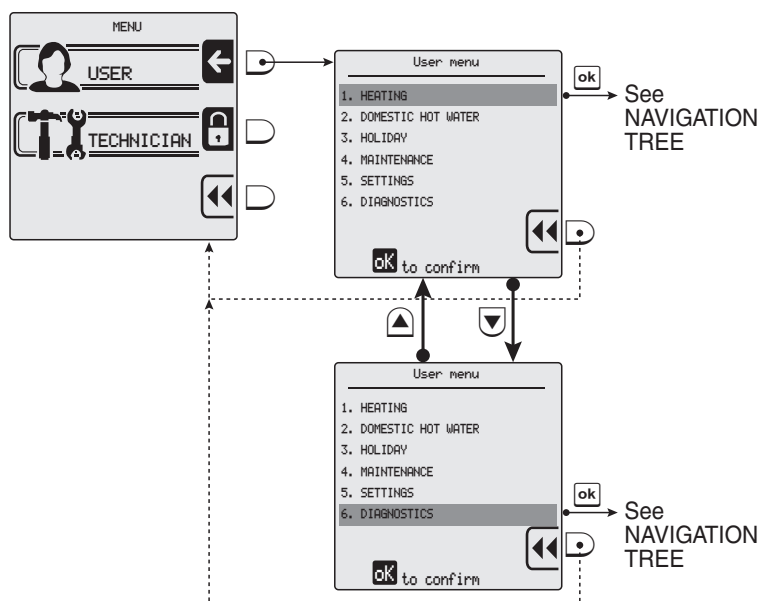 MENU
USER
TECHNICIAN
User menu
1. HEATING
2. DOMESTIC HOT WATER
3. HOLIDAY
4. MAINTENANCE
5. SETTINGS
6. DIAGNOSTICS
oK to confirm
ok
See
NAVIGATION
TREE
User menu
1. HEATING
2. DOMESTIC HOT WATER
3. HOLIDAY
4. MAINTENANCE
5. SETTINGS
6. DIAGNOSTICS
oK to confirm
ok
See
NAVIGATION
TREE